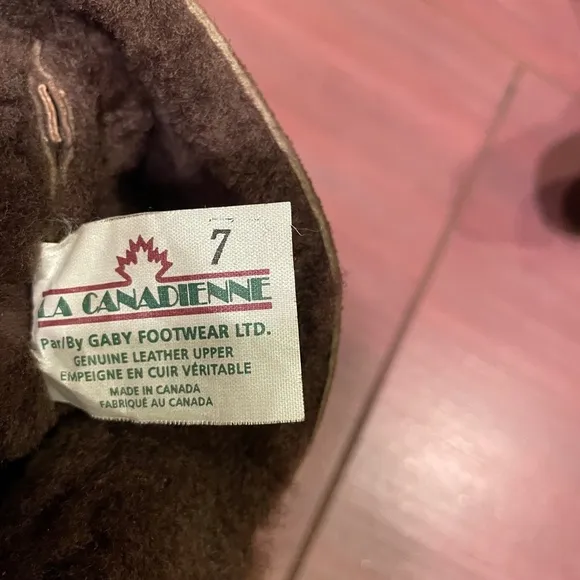 7
LA CANADIENNE
Par/By GABY FOOTWEAR LTD.
GENUINE LEATHER UPPER
EMPEIGNE EN CUIR VÉRITABLE
MADE IN CANADA
FABRIQUÉ AU CANADA